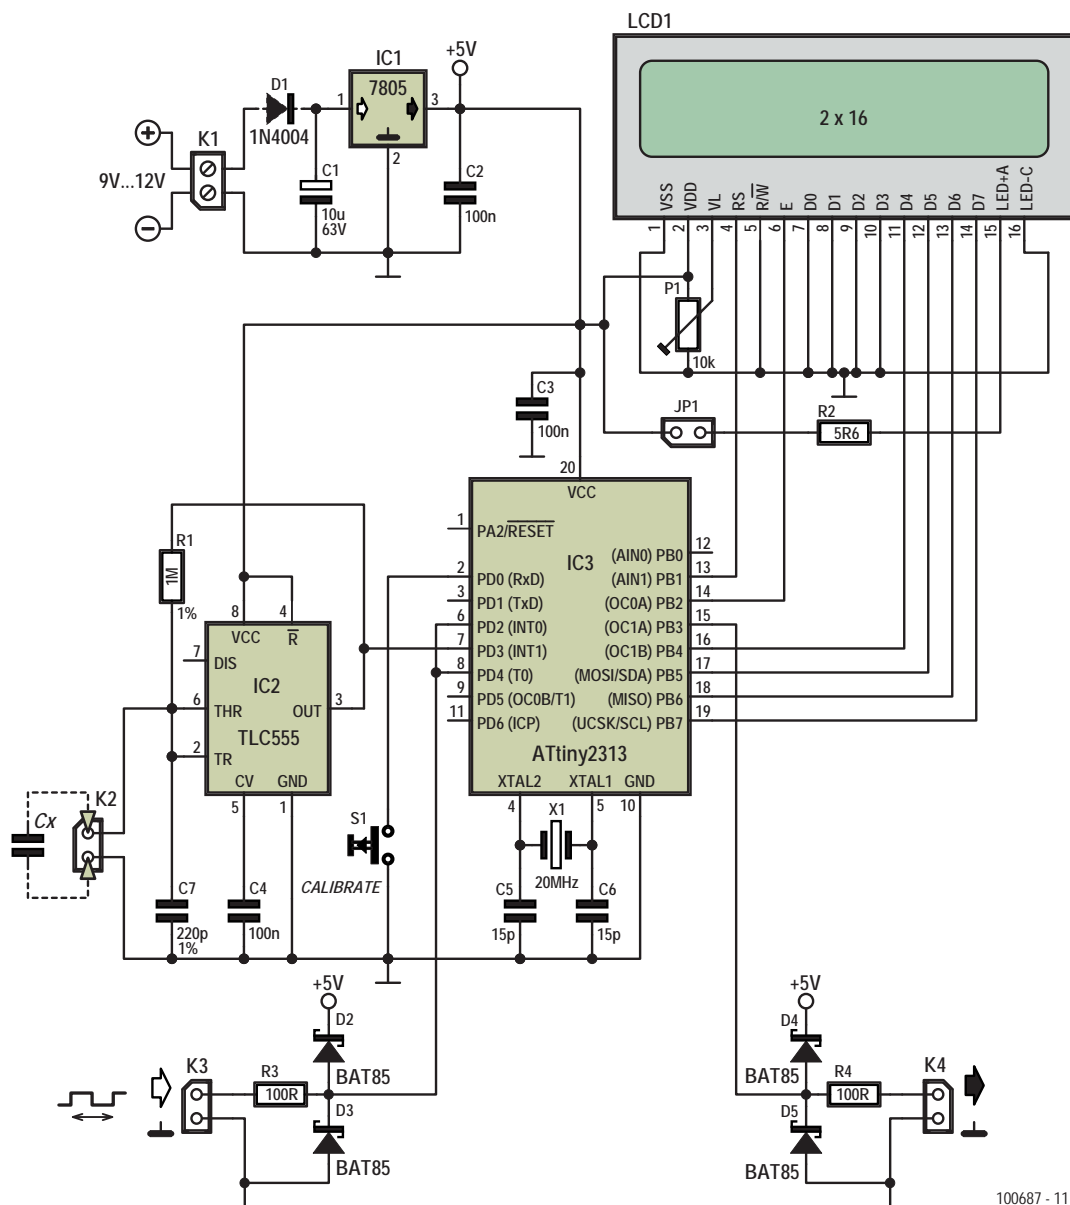 LCD1
2 x 16
VSS
VDD
VL
RS
R/W
E
D0
D1
D2
D3
D4
D5
D6
D7
LED+A
LED-C
1
2
3
4
5
6
7
8
9
10
11
12
13
14
15
16
+5V
IC1
7805
1
3
2
D1
1N4004
K1
9V...12V
C1
10u
63V
C2
100n
P1
10k
JP1
R2
5R6
C3
100n
20
VCC
1
PA2/RESET
IC3
2
PD0 (RxD)
3
PD1 (TxD)
6
PD2 (INT0)
7
PD3 (INT1)
8
PD4 (T0)
9
PD5 (OC0B/T1)
11
PD6 (ICP)
(AIN0) PB0
12
(AIN1) PB1
13
(OC0A) PB2
14
(OC1A) PB3
15
(OC1B) PB4
16
(MOSI/SDA) PB5
17
(MISO) PB6
18
(UCSK/SCL) PB7
19
ATtiny2313
XTAL2
XTAL1
GND
4
5
10
X1
20MHz
C5
15p
C6
15p
R1
1M
1%
8
4
VCC
R
7
DIS
IC2
6
THR
OUT
3
TLC555
2
TR
CV
GND
5
1
Cx
K2
S1
CALIBRATE
C7
220p
1%
C4
100n
+5V
D2
BAT85
K3
R3
100R
D3
BAT85
+5V
D4
BAT85
R4
100R
K4
D5
BAT85
100687 - 11